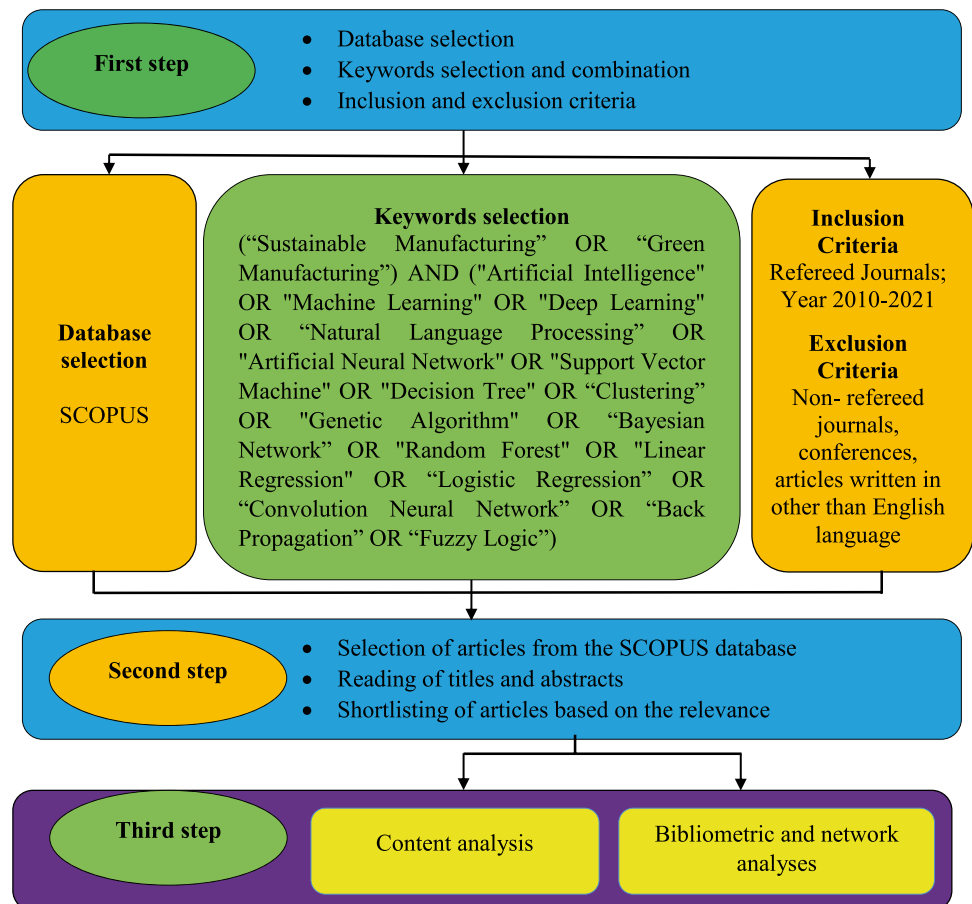 First step
• Database selection
• Keywords selection and combination
• Inclusion and exclusion criteria
Database
selection
SCOPUS
Keywords selection
(“Sustainable Manufacturing” OR “Green
Manufacturing”) AND ("Artificial Intelligence"
OR "Machine Learning" OR "Deep Learning"
OR “Natural Language Processing” OR
"Artificial Neural Network" OR "Support Vector
Machine" OR "Decision Tree" OR “Clustering”
OR "Genetic Algorithm" OR “Bayesian
Network” OR "Random Forest" OR "Linear
Regression" OR “Logistic Regression” OR
“Convolution Neural Network” OR “Back
Propagation” OR “Fuzzy Logic”)
Inclusion
Criteria
Refereed Journals;
Year 2010-2021
Exclusion
Criteria
Non- refereed
journals,
conferences,
articles written in
other than English
language
Second step
• Selection of articles from the SCOPUS database
• Reading of titles and abstracts
• Shortlisting of articles based on the relevance
Third step
Content analysis
Bibliometric and network
analyses